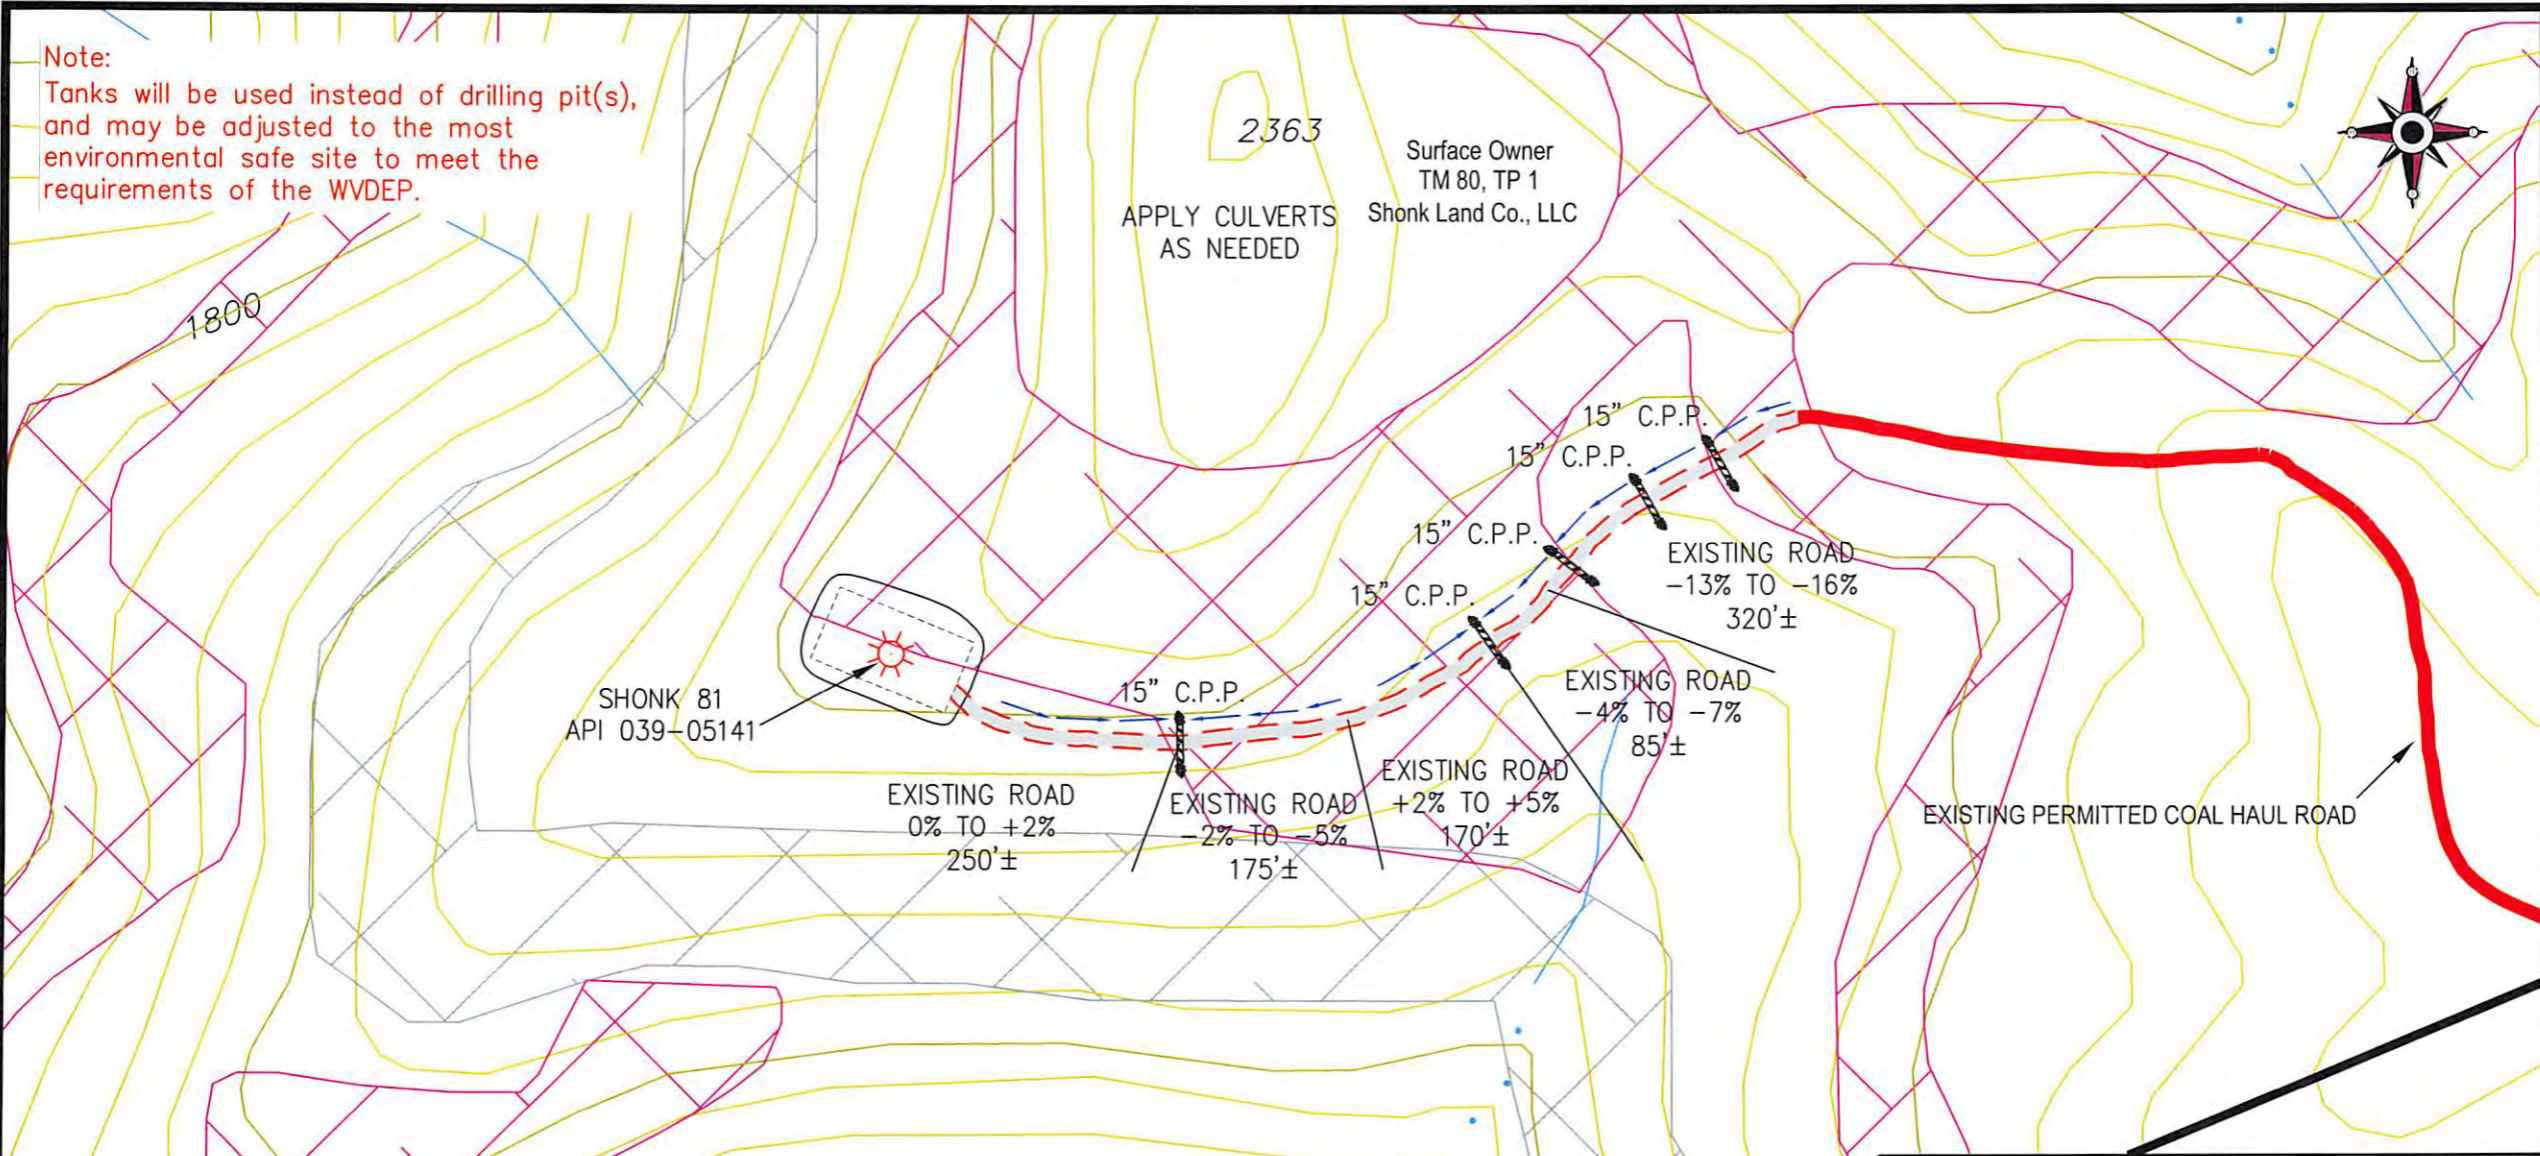 Note:
Tanks will be used instead of drilling pit(s),
and may be adjusted to the most
environmental safe site to meet the
requirements of the WVDEP.
2363
Surface Owner
TM 80, TP 1
Shonk Land Co., LLC
APPLY CULVERTS
AS NEEDED
1800
15" C.P.P.
15" C.P.P.
15" C.P.P.
15" C.P.P.
EXISTING ROAD
-13% TO -16%
320'±
15" C.P.P.
EXISTING ROAD
-4% TO -7%
85'±
SHONK 81
API 039-05141
EXISTING ROAD
+2% TO +5%
170'±
EXISTING ROAD
0% TO +2%
250'±
EXISTING ROAD
-2% TO -5%
175'±
EXISTING PERMITTED COAL HAUL ROAD